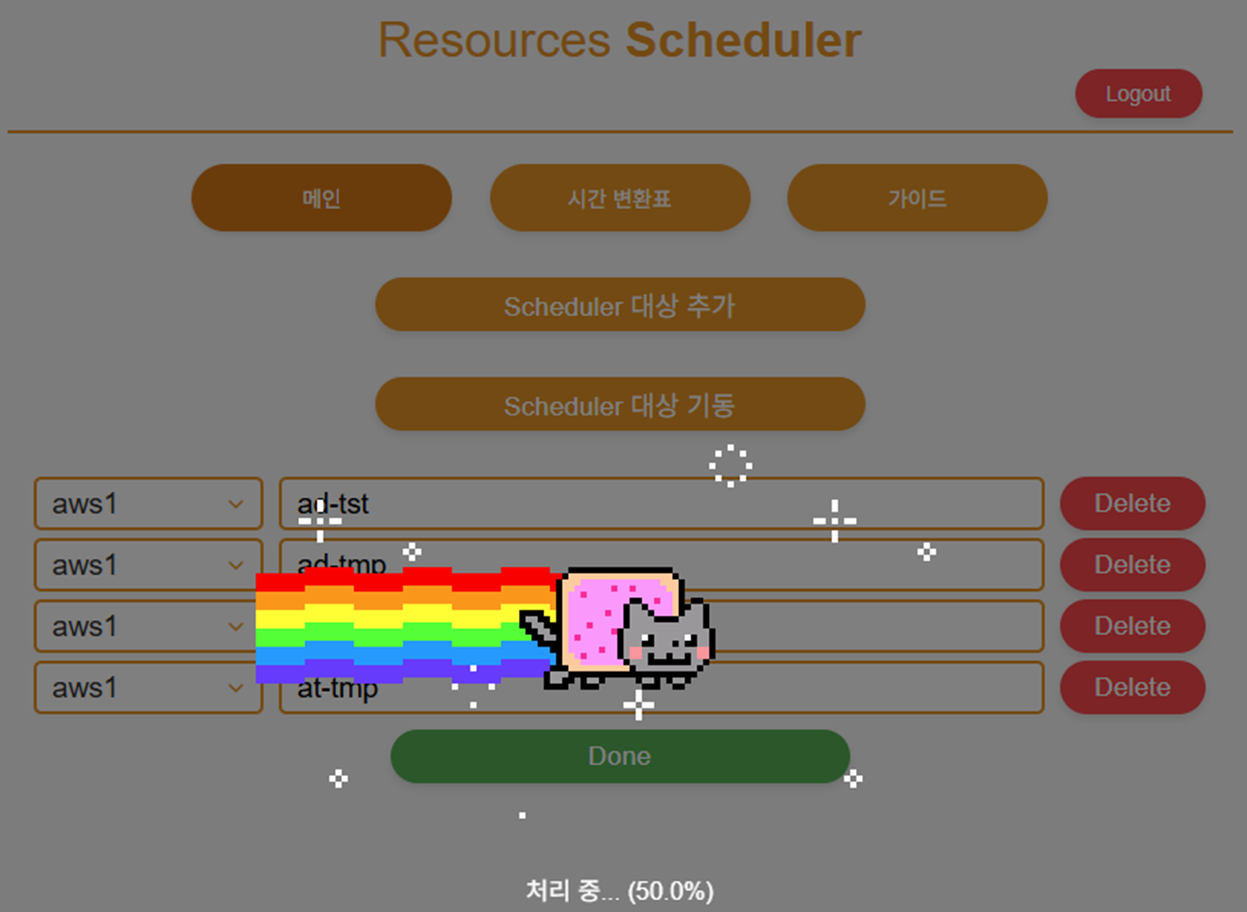 Resources Scheduler
Logout
메인
시간 변환표
가이드
Scheduler 대상 추가
Scheduler 대상 기동
aws1 ad-tst Delete
aws1 ad-tmp Delete
aws1 Delete
aws1 at-tmp Delete
Done
처리 중... (50.0%)